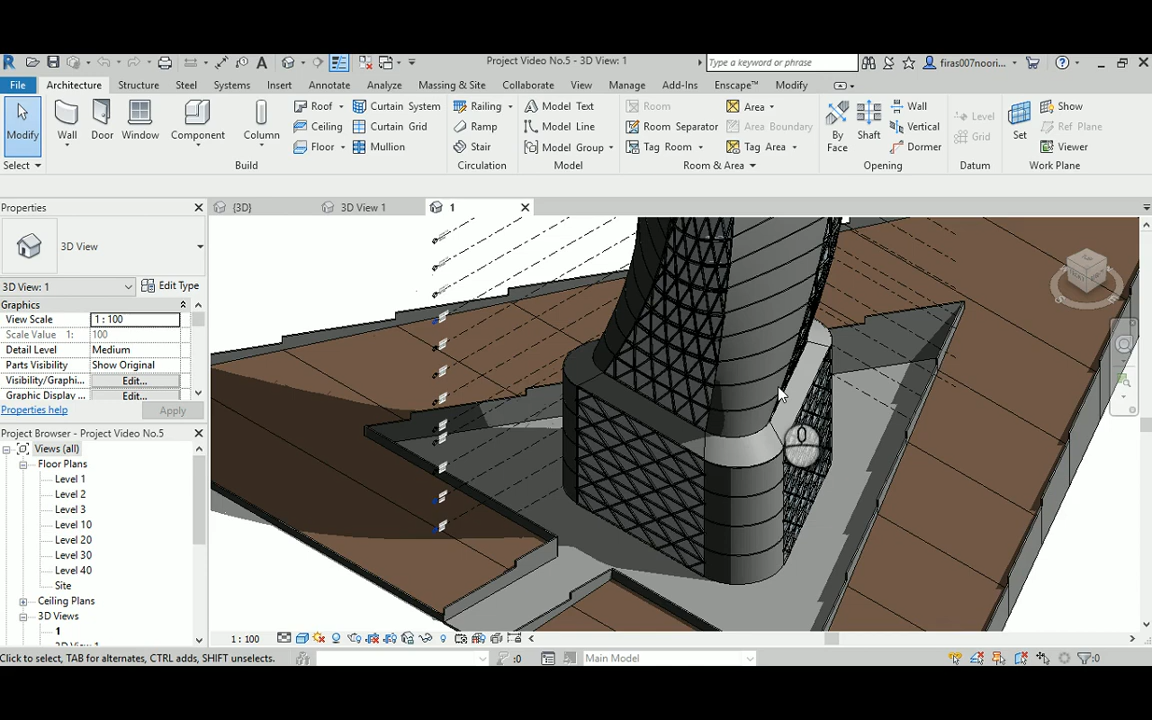 Project Video No.5 - 3D View: 1
Type a keyword or phrase
firas007noori...
File Architecture Structure Steel Systems Insert Annotate Analyze Massing & Site Collaborate View Manage Add-Ins Enscape™ Modify
Modify Wall Door Window Component Column
Roof Curtain System Railing Model Text Room Area Wall Level Show
Ceiling Curtain Grid Ramp Model Line Room Separator Area Boundary By Face Shaft Vertical Grid Set Ref Plane
Floor Mullion Stair Model Group Tag Room Tag Area Dormer Viewer
Select Build Circulation Model Room & Area Opening Datum Work Plane
Properties
{3D} 3D View 1 1
3D View
3D View: 1 Edit Type
Graphics
View Scale 1 : 100
Scale Value 1: 100
Detail Level Medium
Parts Visibility Show Original
Visibility/Graphi... Edit...
Graphic Display ... Edit...
Properties help Apply
Project Browser - Project Video No.5
Views (all)
Floor Plans
Level 1
Level 2
Level 3
Level 10
Level 20
Level 30
Level 40
Site
Ceiling Plans
3D Views
1
0
1 : 100
Click to select, TAB for alternates, CTRL adds, SHIFT unselects.
:0
Main Model
:0